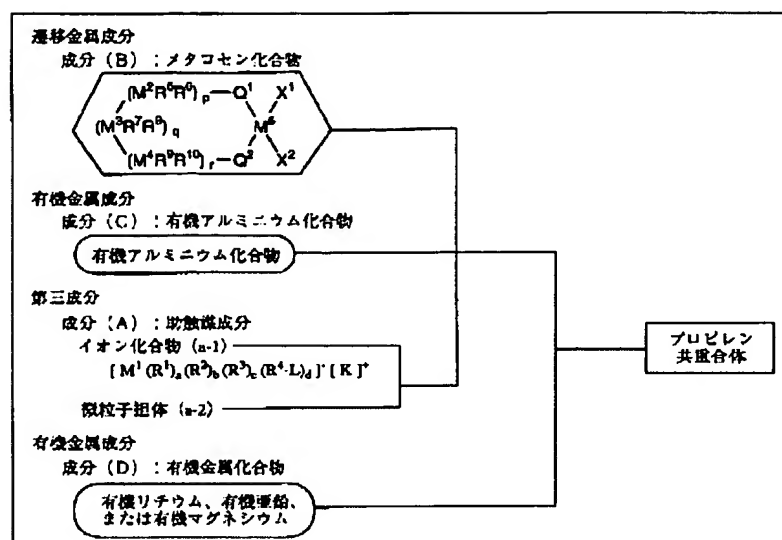 遷移金属成分
成分（B）：メタロセン化合物
(M²R⁵R⁶)p—Q¹ X¹
(M³R⁷R⁸)q M⁵
(M⁴R⁹R¹⁰)r—Q² X²
有機金属成分
成分（C）：有機アルミニウム化合物
有機アルミニウム化合物
第三成分
成分（A）：助触媒成分
イオン化合物 (a-1)
[ M¹ (R¹)a (R²)b (R³)c (R⁴-L)d ]⁻ [ K ]⁺
微粒子担体 (a-2)
有機金属成分
成分（D）：有機金属化合物
有機リチウム、有機亜鉛、
または有機マグネシウム
プロピレン
共重合体